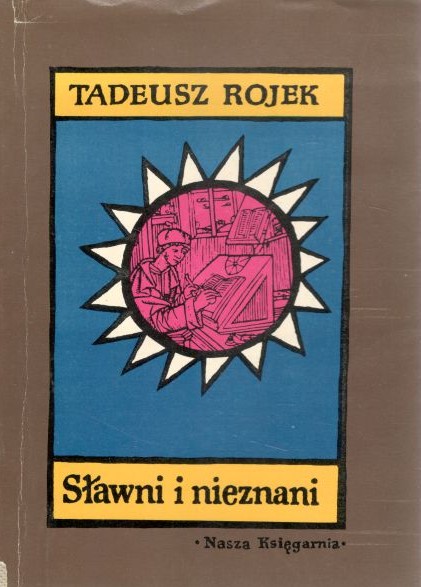 TADEUSZ ROJEK
Sławni i nieznani
• Nasza Księgarnia •